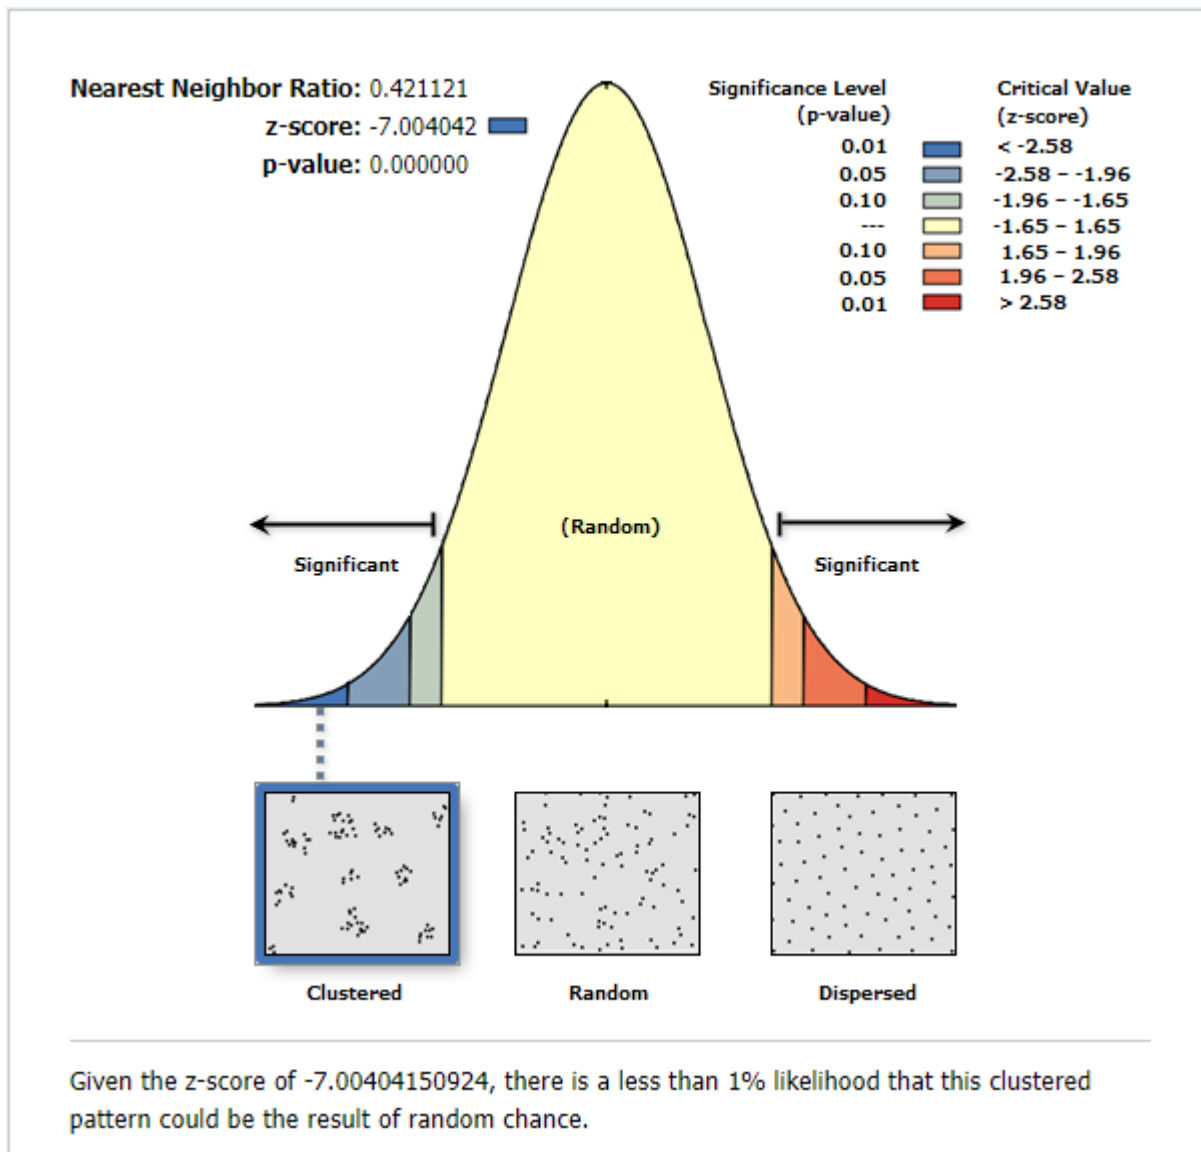 Nearest Neighbor Ratio: 0.421121
z-score: -7.004042
p-value: 0.000000
Significance Level
(p-value)
Critical Value
(z-score)
0.01 < -2.58
0.05 -2.58 – -1.96
0.10 -1.96 – -1.65
--- -1.65 – 1.65
0.10 1.65 – 1.96
0.05 1.96 – 2.58
0.01 > 2.58
(Random)
Significant
Significant
Clustered
Random
Dispersed
Given the z-score of -7.00404150924, there is a less than 1% likelihood that this clustered
pattern could be the result of random chance.